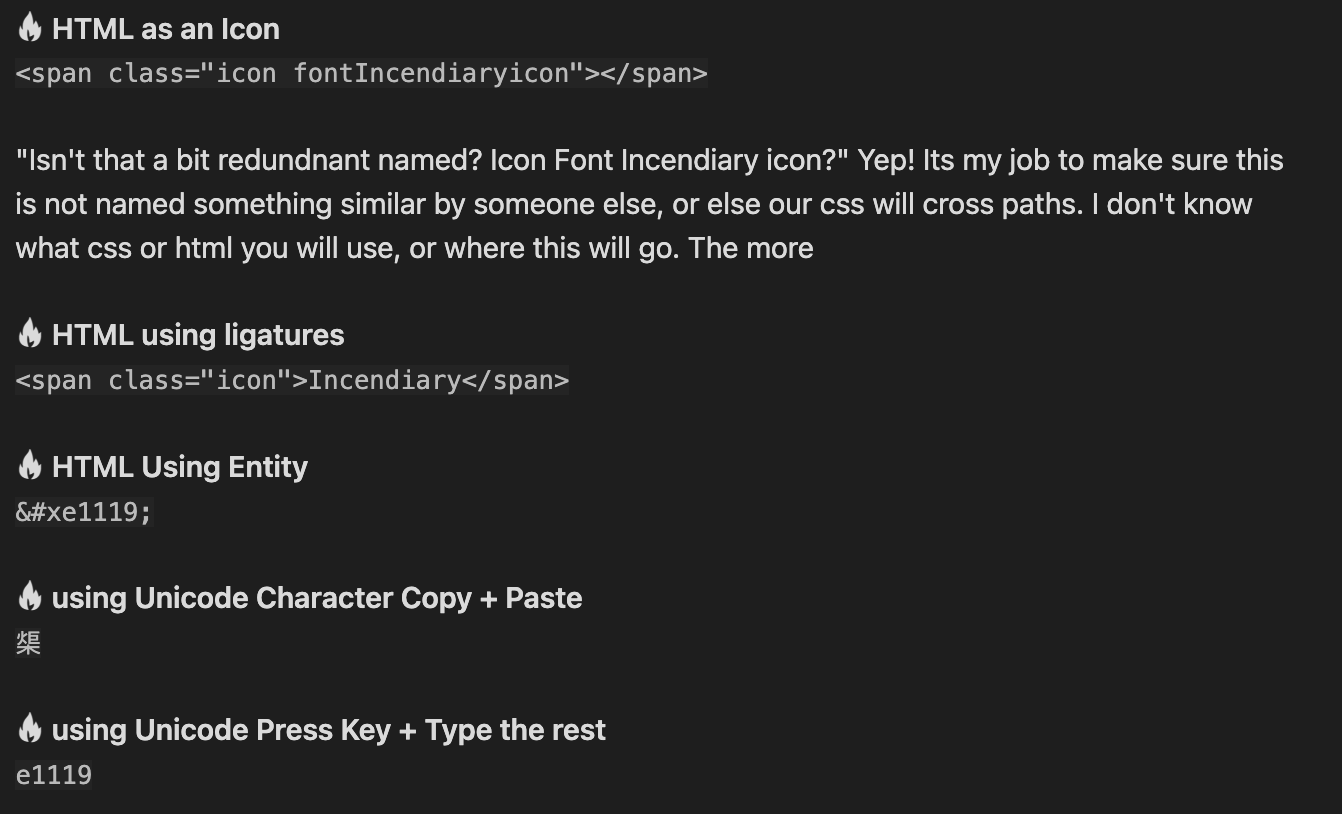 HTML as an Icon
<span class="icon fontIncendiaryicon"></span>
"Isn't that a bit redundnant named? Icon Font Incendiary icon?" Yep! Its my job to make sure this
is not named something similar by someone else, or else our css will cross paths. I don't know
what css or html you will use, or where this will go. The more
HTML using ligatures
<span class="icon">Incendiary</span>
HTML Using Entity
&#xe1119;
using Unicode Character Copy + Paste
using Unicode Press Key + Type the rest
e1119